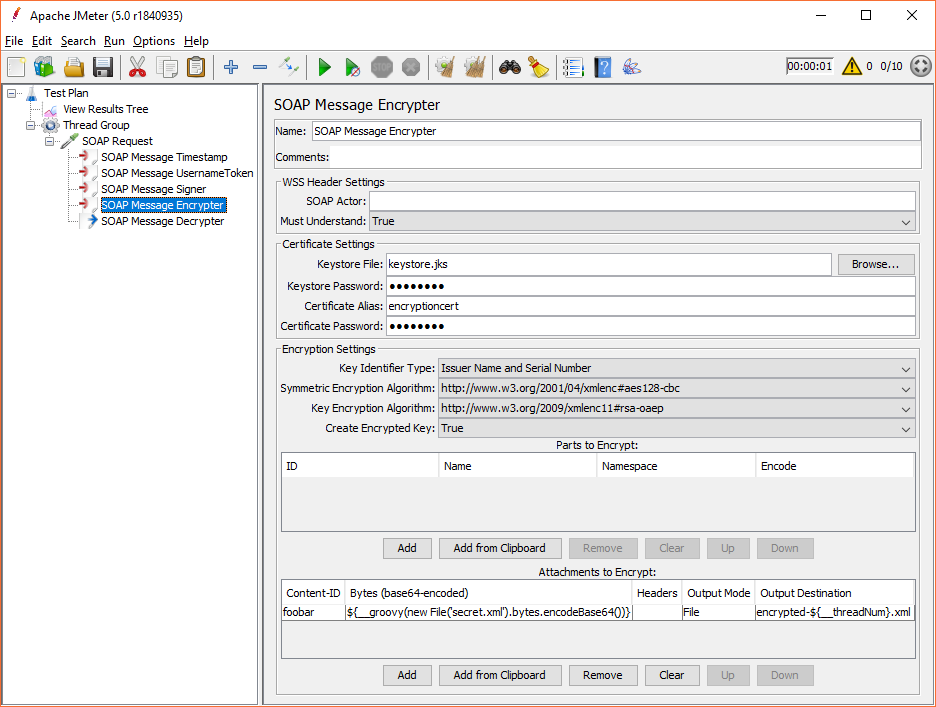 Apache JMeter (5.0 r1840935)
File Edit Search Run Options Help
STOP
00:00:01 0 0/10
Test Plan
View Results Tree
Thread Group
SOAP Request
SOAP Message Timestamp
SOAP Message UsernameToken
SOAP Message Signer
SOAP Message Encrypter
SOAP Message Decrypter
SOAP Message Encrypter
Name: SOAP Message Encrypter
Comments:
WSS Header Settings
SOAP Actor:
Must Understand: True
Certificate Settings
Keystore File: keystore.jks Browse...
Keystore Password: ●●●●●●●●
Certificate Alias: encryptioncert
Certificate Password: ●●●●●●●●
Encryption Settings
Key Identifier Type: Issuer Name and Serial Number
Symmetric Encryption Algorithm: http://www.w3.org/2001/04/xmlenc#aes128-cbc
Key Encryption Algorithm: http://www.w3.org/2009/xmlenc11#rsa-oaep
Create Encrypted Key: True
Parts to Encrypt:
ID Name Namespace Encode
Add Add from Clipboard Remove Clear Up Down
Attachments to Encrypt:
Content-ID Bytes (base64-encoded) Headers Output Mode Output Destination
foobar ${__groovy(new File('secret.xml').bytes.encodeBase64())} File encrypted-${__threadNum}.xml
Add Add from Clipboard Remove Clear Up Down